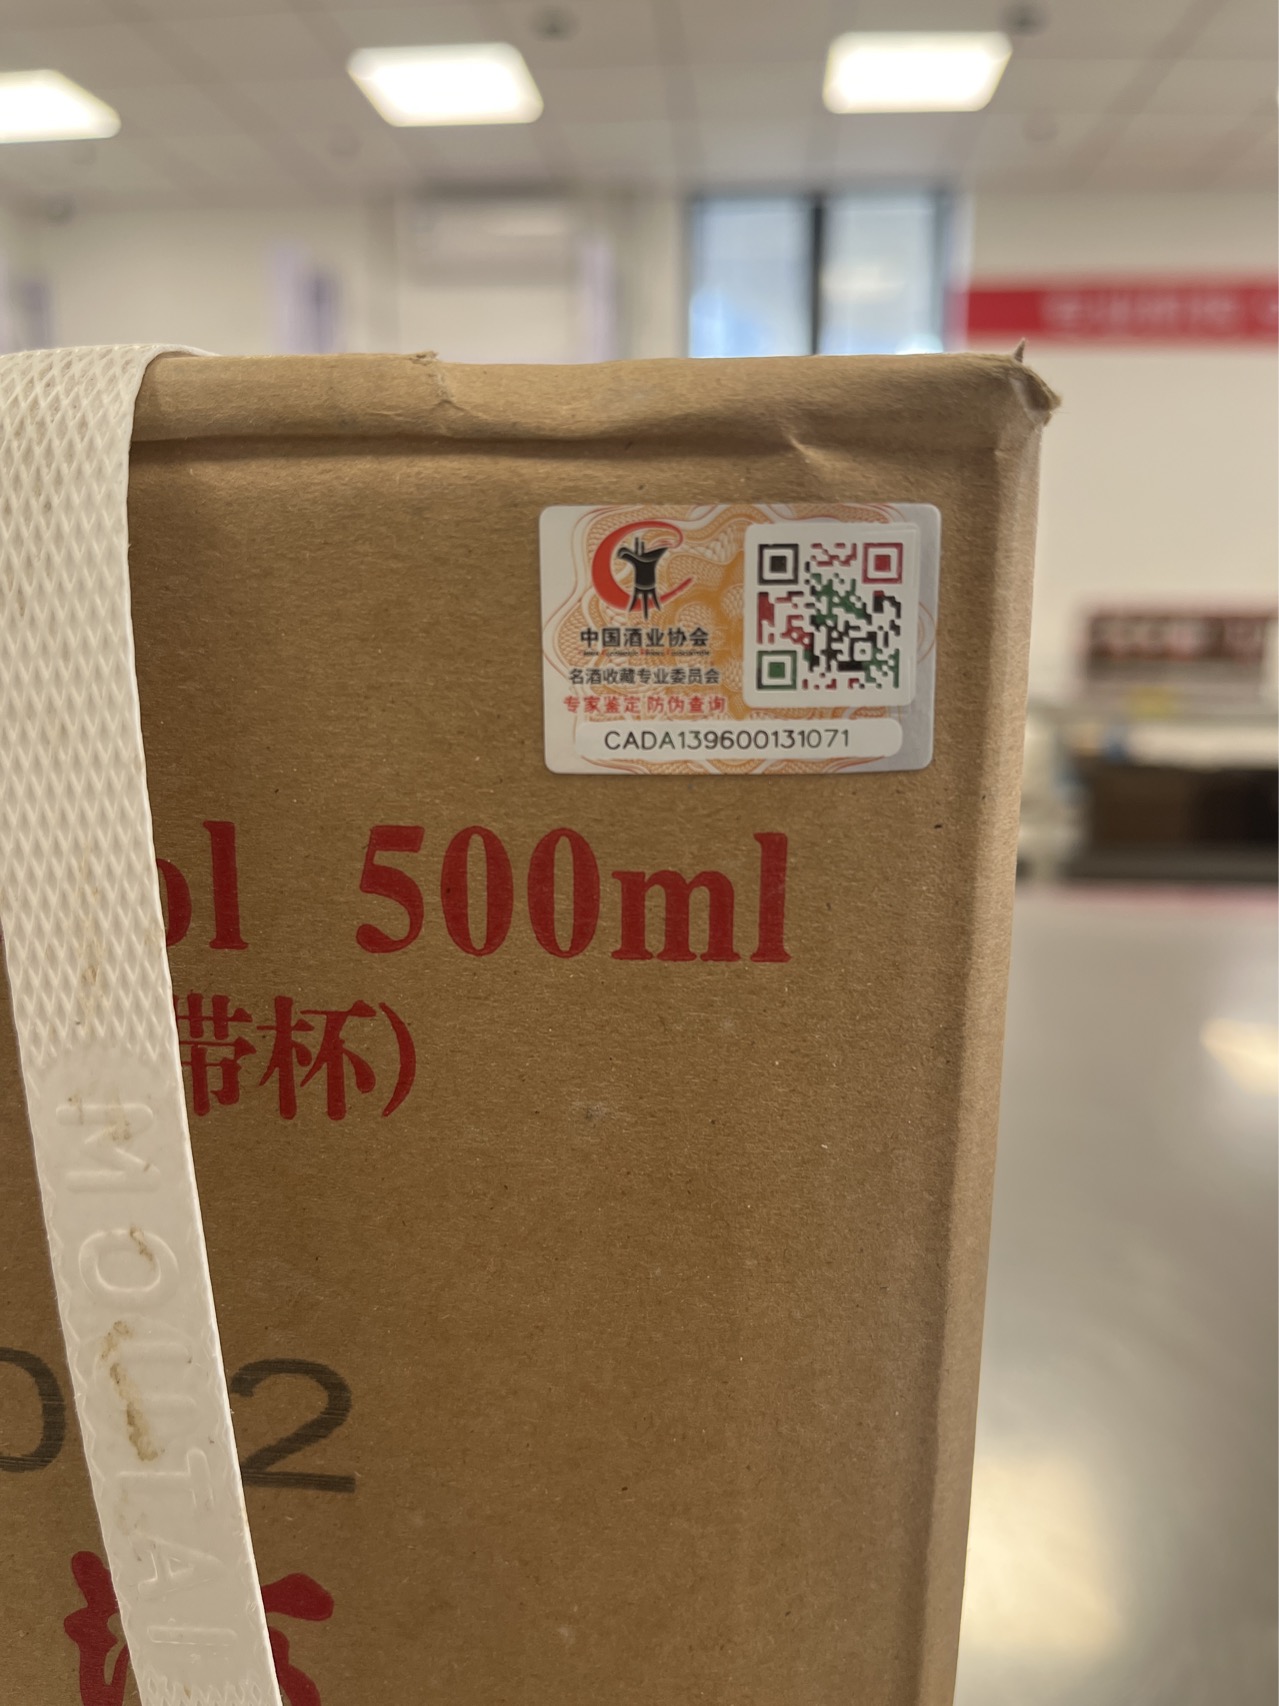 中国酒业协会
名酒收藏专业委员会
专家鉴定 防伪查询
CADA139600131071
ol 500ml
带杯)
MOUTAI
2